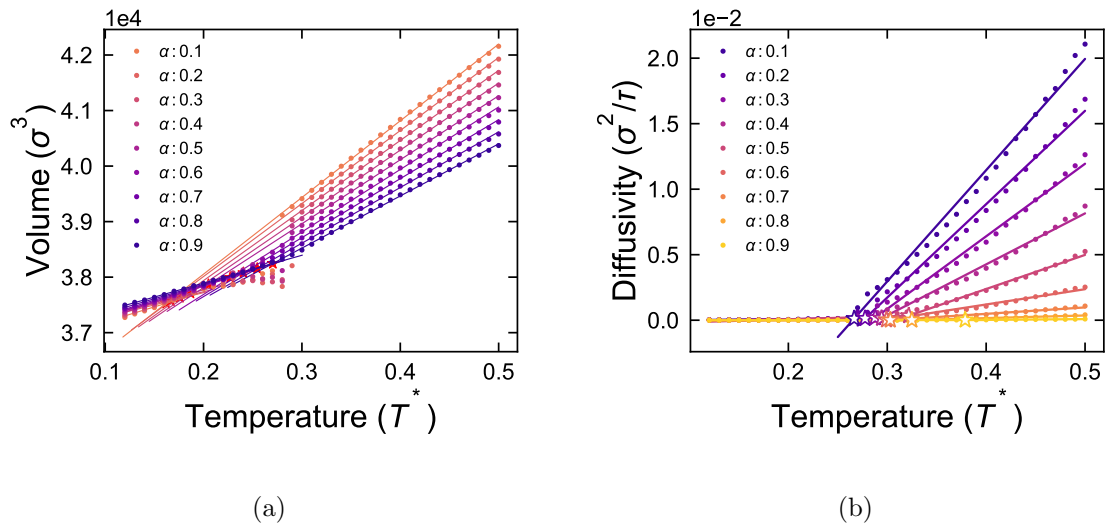 1e4
α: 0.1
α: 0.2
α: 0.3
α: 0.4
α: 0.5
α: 0.6
α: 0.7
α: 0.8
α: 0.9
4.2
4.1
4.0
3.9
3.8
3.7
Volume (σ³)
0.1 0.2 0.3 0.4 0.5
Temperature (T*)
(a)
1e-2
α: 0.1
α: 0.2
α: 0.3
α: 0.4
α: 0.5
α: 0.6
α: 0.7
α: 0.8
α: 0.9
2.0
1.5
1.0
0.5
0.0
Diffusivity (σ²/τ)
0.2 0.3 0.4 0.5
Temperature (T*)
(b)